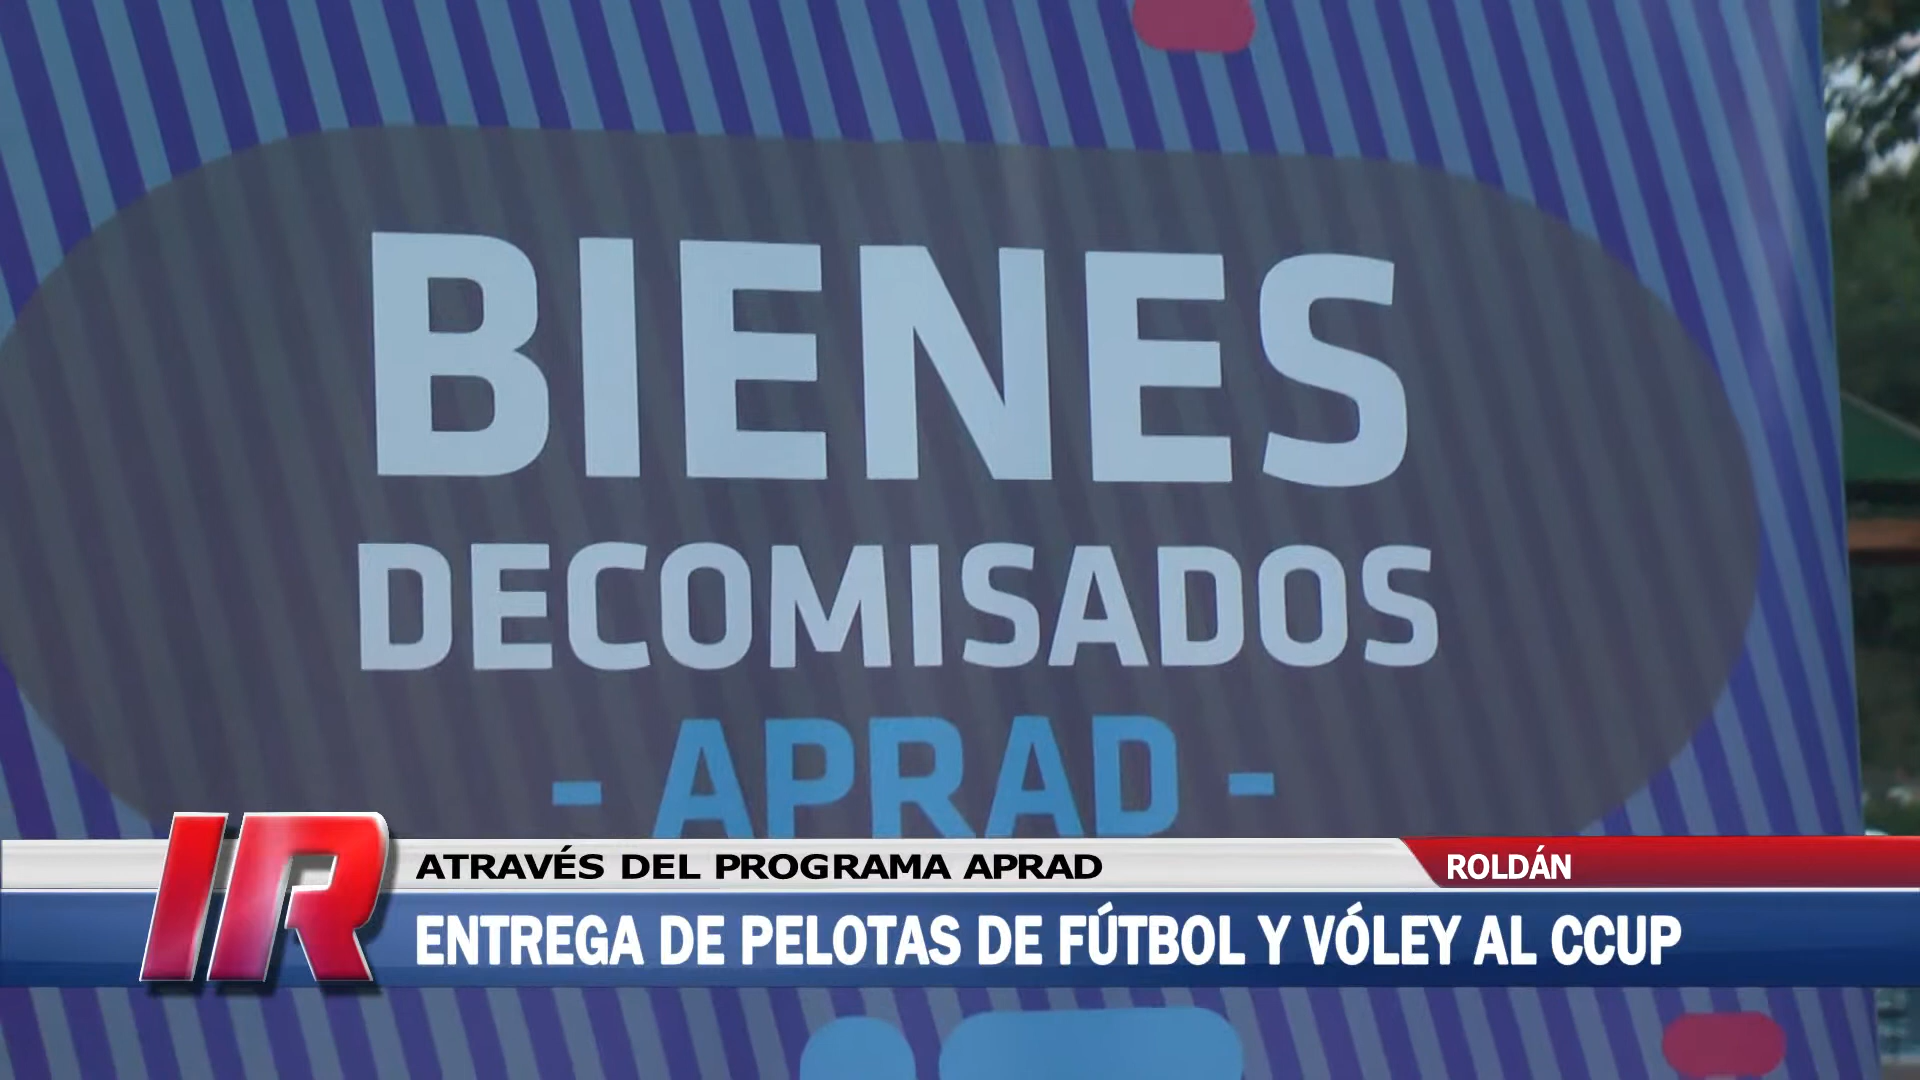 BIENES
DECOMISADOS
- APRAD -
IR
ATRAVÉS DEL PROGRAMA APRAD
ROLDÁN
ENTREGA DE PELOTAS DE FÚTBOL Y VÓLEY AL CCUP